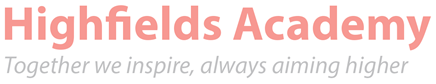 Highfields Academy
Together we inspire, always aiming higher